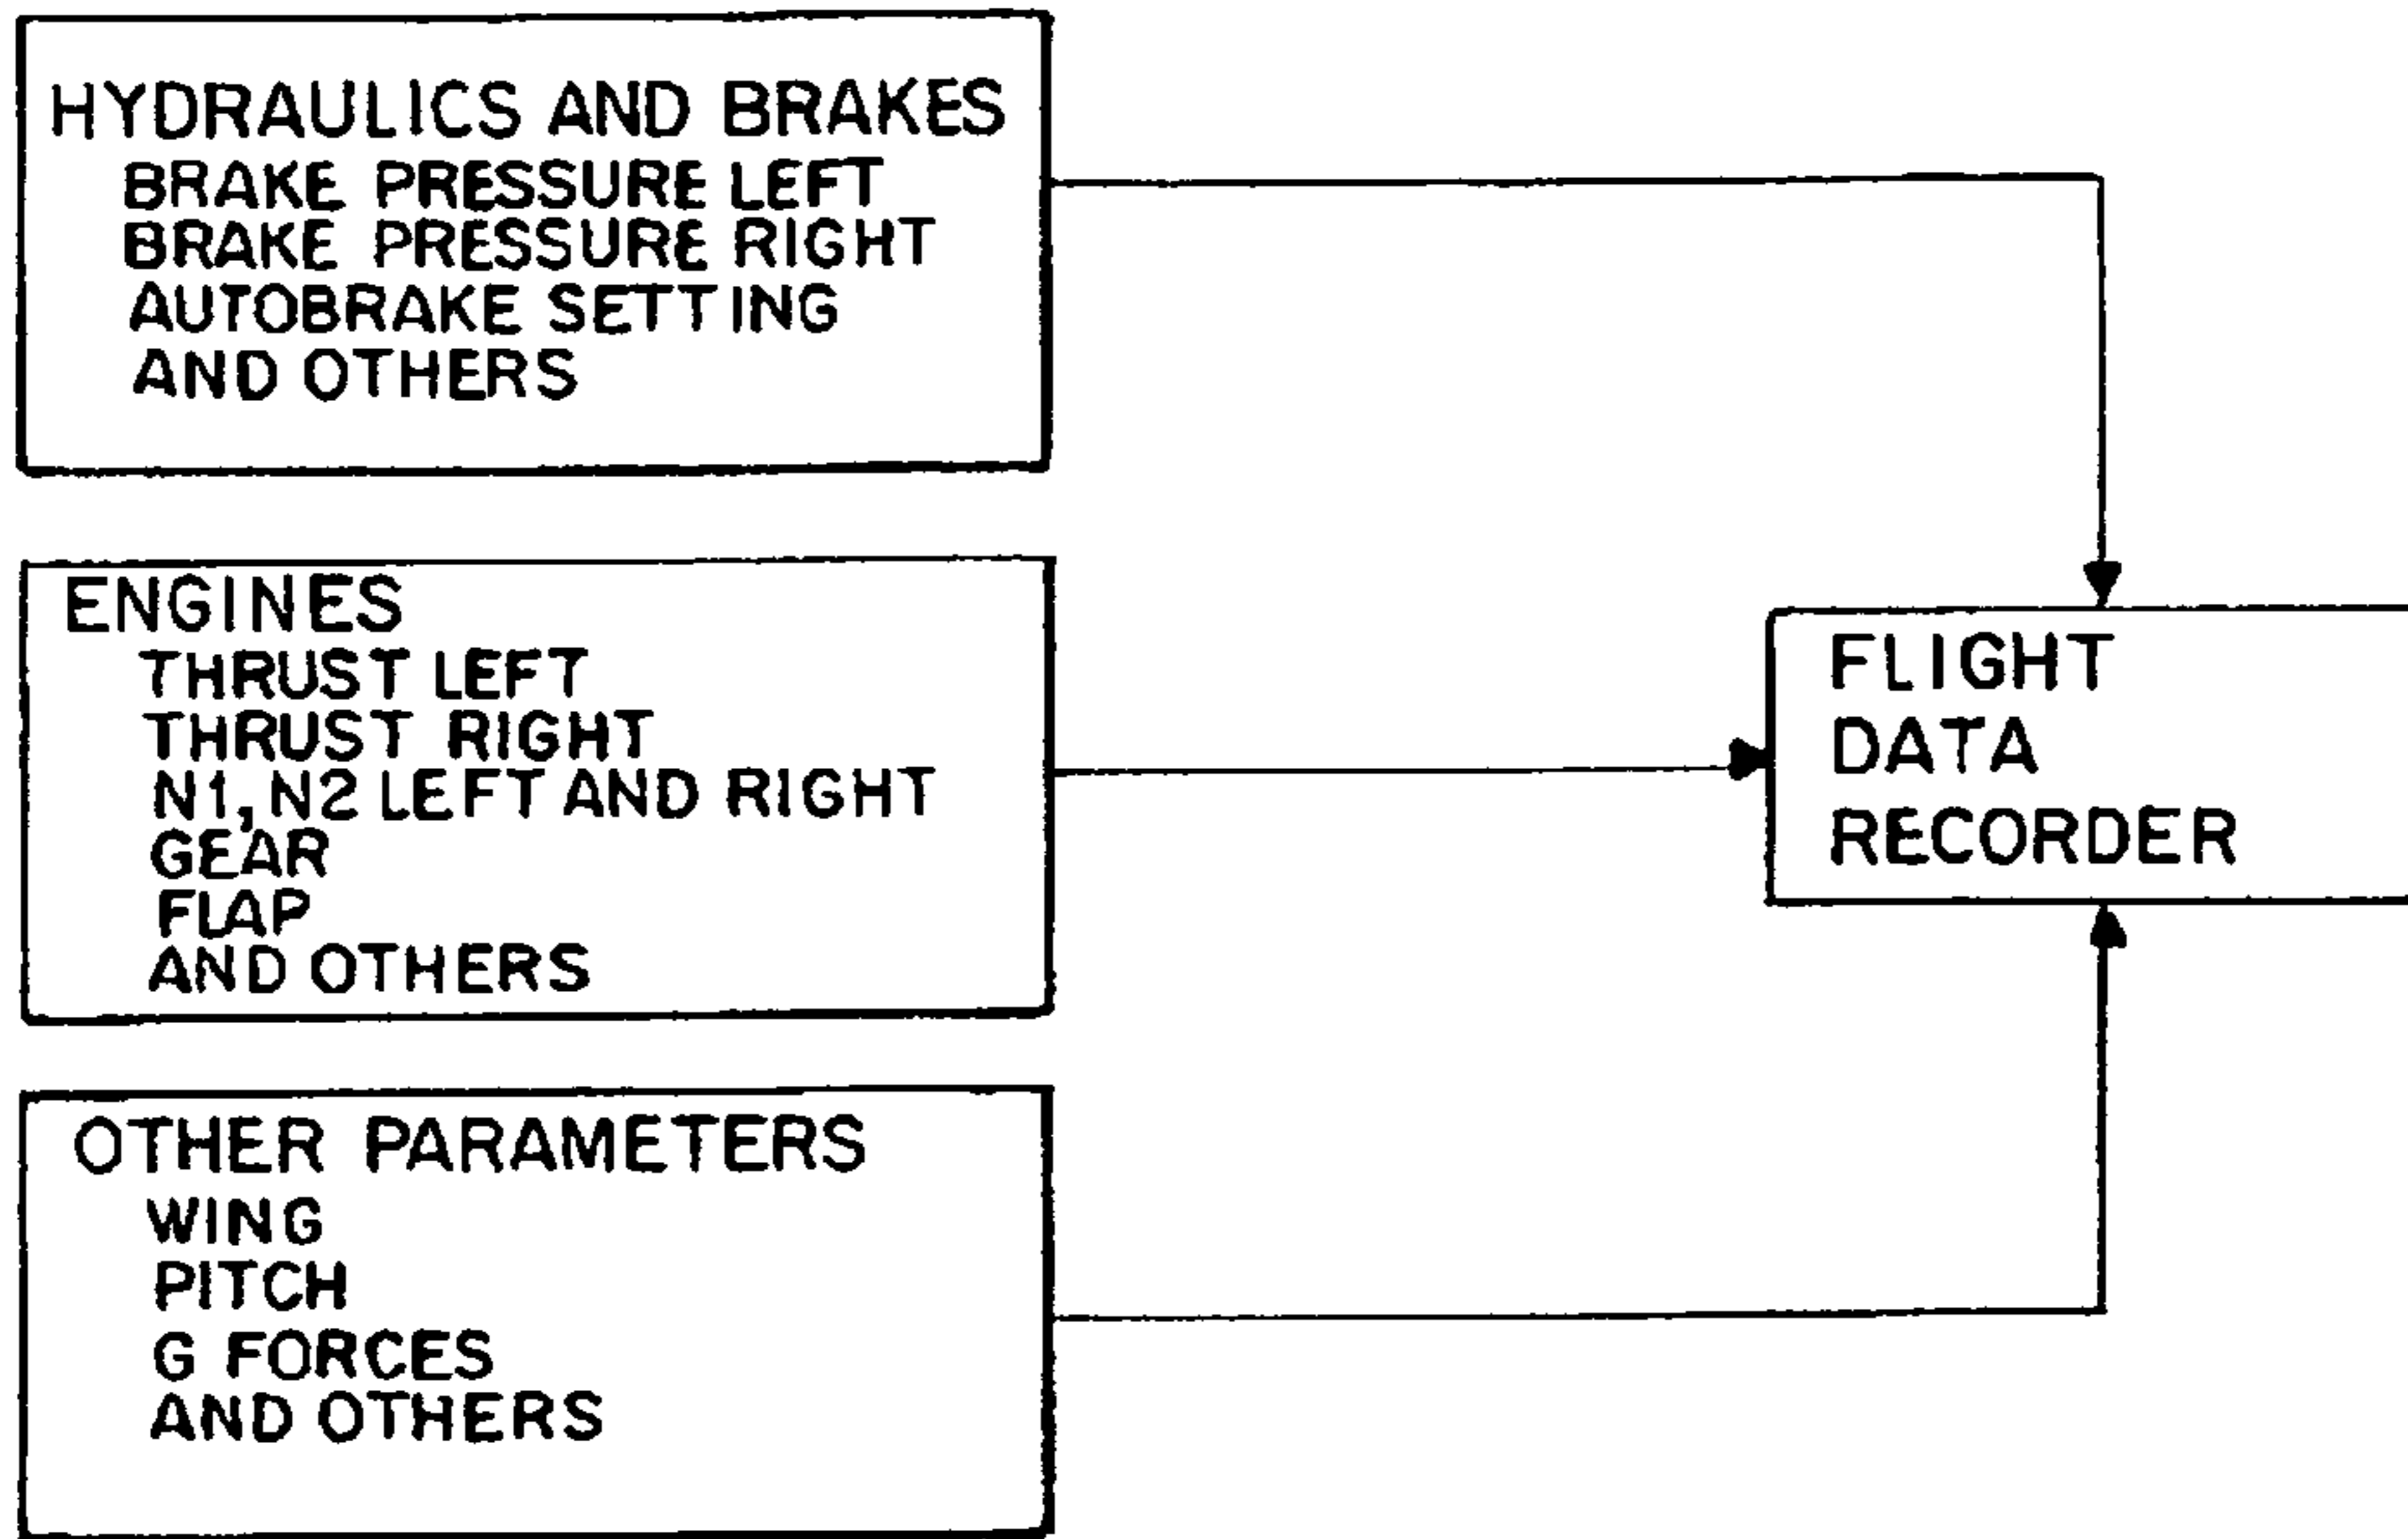 HYDRAULICS AND BRAKES
BRAKE PRESSURE LEFT
BRAKE PRESSURE RIGHT
AUTOBRAKE SETTING
AND OTHERS
ENGINES
THRUST LEFT
THRUST RIGHT
N1, N2 LEFT AND RIGHT
GEAR
FLAP
AND OTHERS
OTHER PARAMETERS
WING
PITCH
G FORCES
AND OTHERS
FLIGHT
DATA
RECORDER